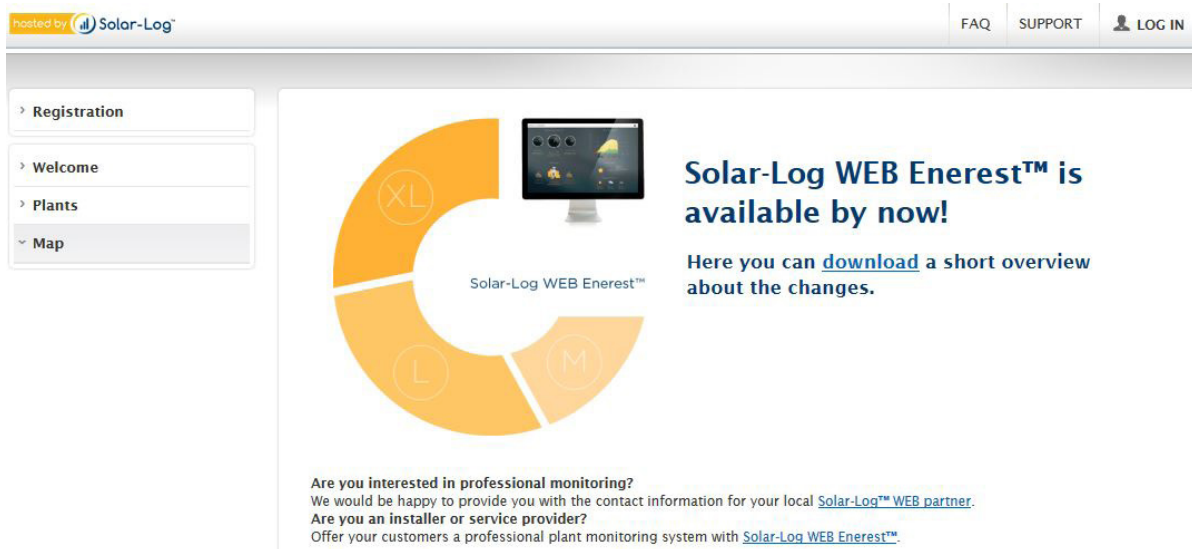 hosted by Solar-Log™
FAQ SUPPORT LOG IN
Registration
Welcome
Plants
Map
XL
L
M
Solar-Log WEB Enerest™
Solar-Log WEB Enerest™ is
available by now!
Here you can download a short overview
about the changes.
Are you interested in professional monitoring?
We would be happy to provide you with the contact information for your local Solar-Log™ WEB partner.
Are you an installer or service provider?
Offer your customers a professional plant monitoring system with Solar-Log WEB Enerest™.